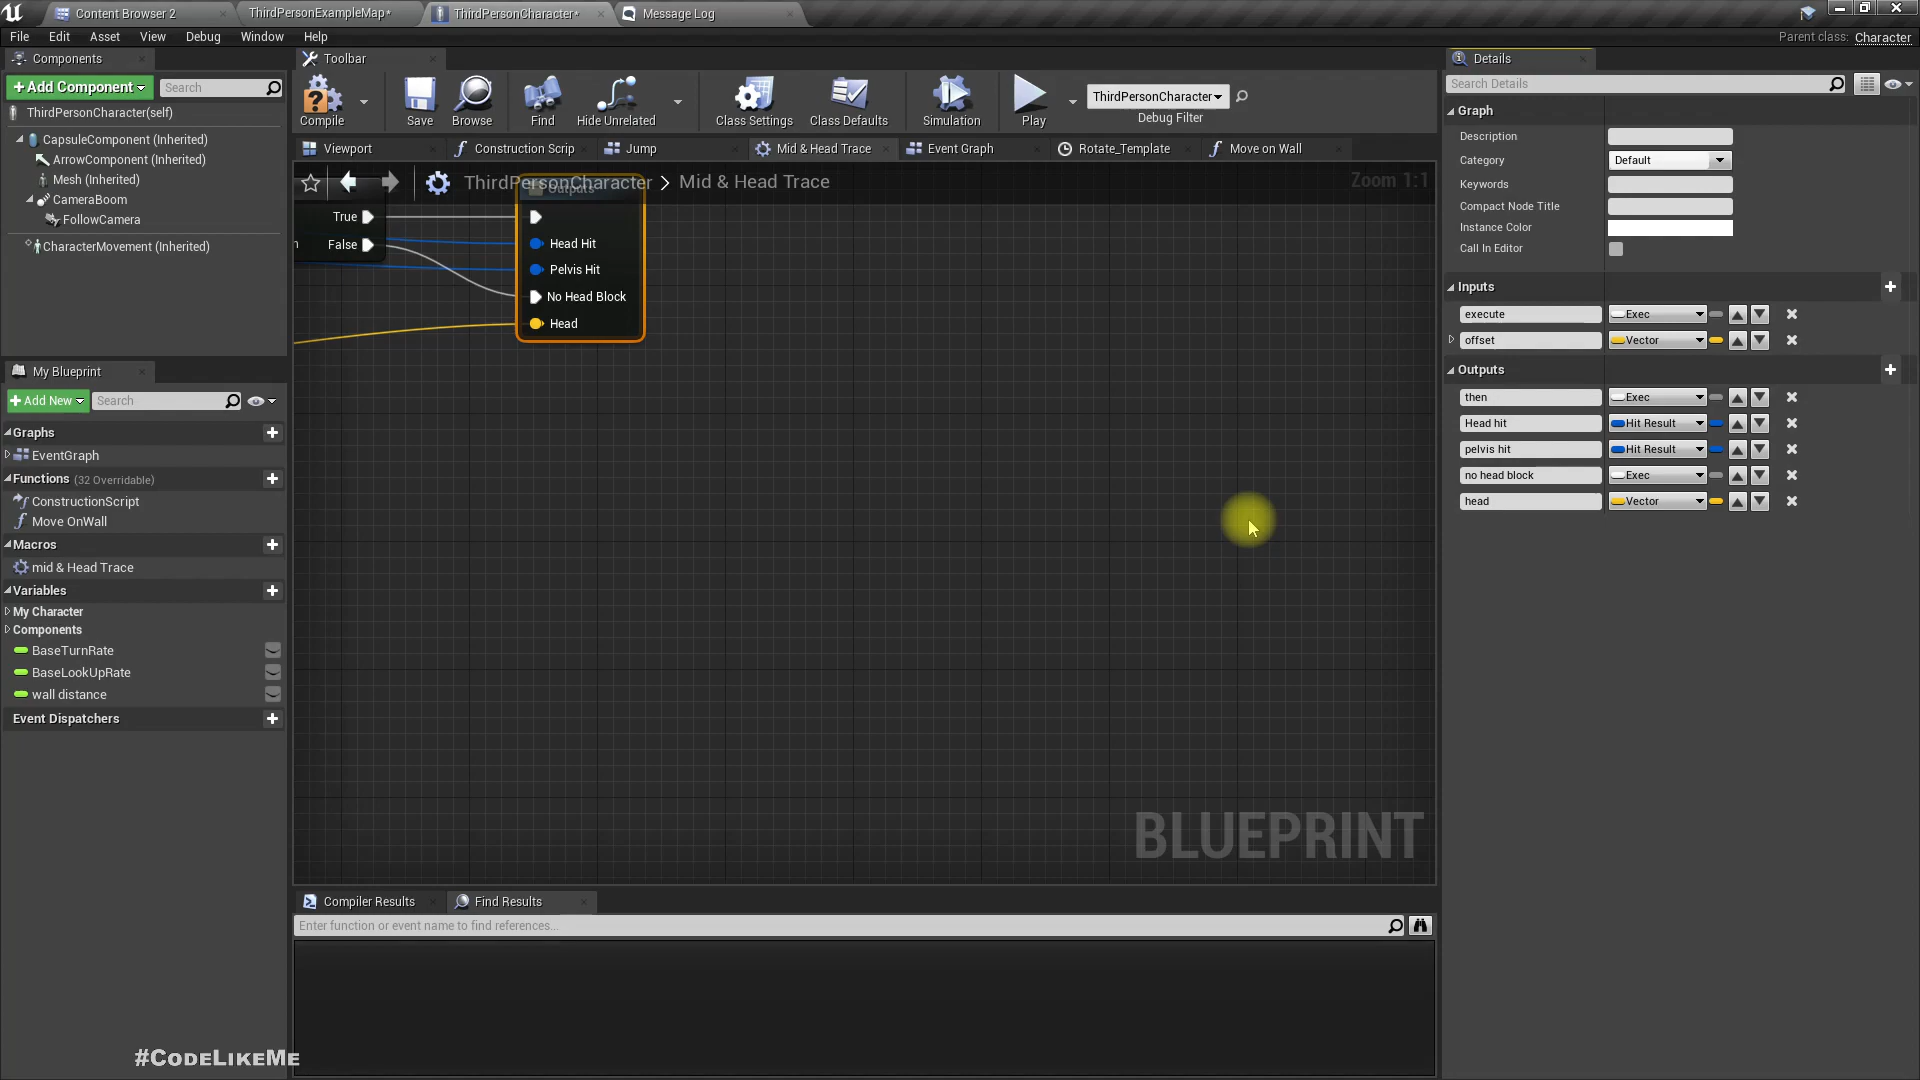 Content Browser 2
ThirdPersonExampleMap*
ThirdPersonCharacter*
Message Log
File Edit Asset View Debug Window Help
Parent class: Character
Components
+ Add Component
Search
ThirdPersonCharacter(self)
CapsuleComponent (Inherited)
ArrowComponent (Inherited)
Mesh (Inherited)
CameraBoom
FollowCamera
CharacterMovement (Inherited)
My Blueprint
+ Add New
Search
Graphs
EventGraph
Functions (32 Overridable)
ConstructionScript
Move OnWall
Macros
mid & Head Trace
Variables
My Character
Components
BaseTurnRate
BaseLookUpRate
wall distance
Event Dispatchers
Toolbar
Compile
Save
Browse
Find
Hide Unrelated
Class Settings
Class Defaults
Simulation
Play
ThirdPersonCharacter
Debug Filter
Viewport
Construction Scrip
Jump
Mid & Head Trace
Event Graph
Rotate_Template
Move on Wall
ThirdPersonCharacter > Mid & Head Trace
Zoom 1:1
Outputs
True
False
Head Hit
Pelvis Hit
No Head Block
Head
BLUEPRINT
Compiler Results
Find Results
Enter function or event name to find references...
Details
Search Details
Graph
Description
Category Default
Keywords
Compact Node Title
Instance Color
Call In Editor
Inputs
execute Exec
offset Vector
Outputs
then Exec
Head hit Hit Result
pelvis hit Hit Result
no head block Exec
head Vector
#CodeLikeMe